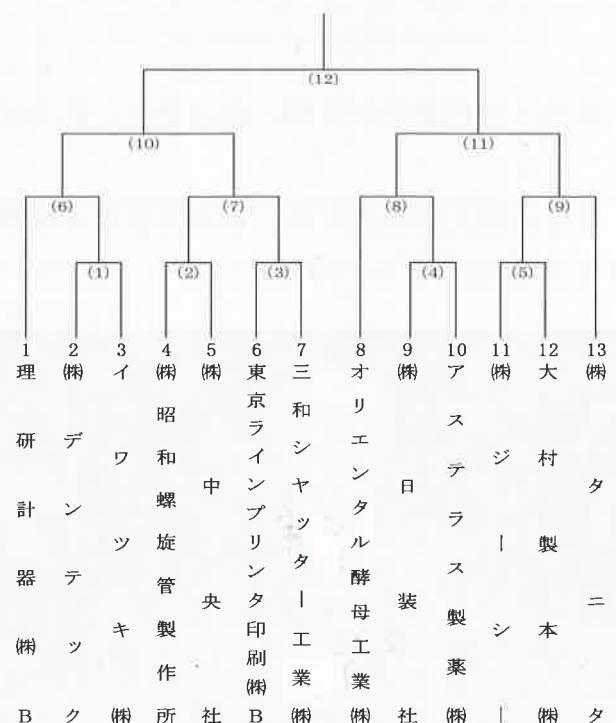 (12)
(10) (11)
(6) (7) (8) (9)
(1) (2) (3) (4) (5)
1 2 3 4 5 6 7 8 9 10 11 12 13
理研計器㈱B
㈱デンテック
イワツキ㈱
㈱昭和螺旋管製作所
㈱中央社
東京ラインプリンタ印刷㈱B
三和シヤッター工業㈱
オリエンタル酵母工業㈱
㈱日装社
アステラス製薬㈱
㈱ジーシー
大村製本㈱
㈱タニタ